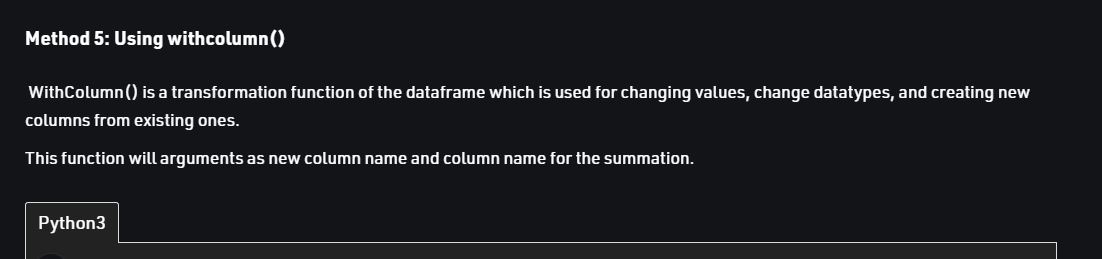 Method 5: Using withcolumn()
WithColumn() is a transformation function of the dataframe which is used for changing values, change datatypes, and creating new
columns from existing ones.
This function will arguments as new column name and column name for the summation.
Python3